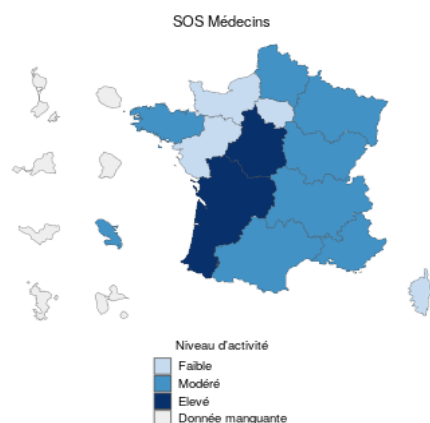 SOS Médecins
Niveau d'activité
Faible
Modéré
Elevé
Donnée manquante